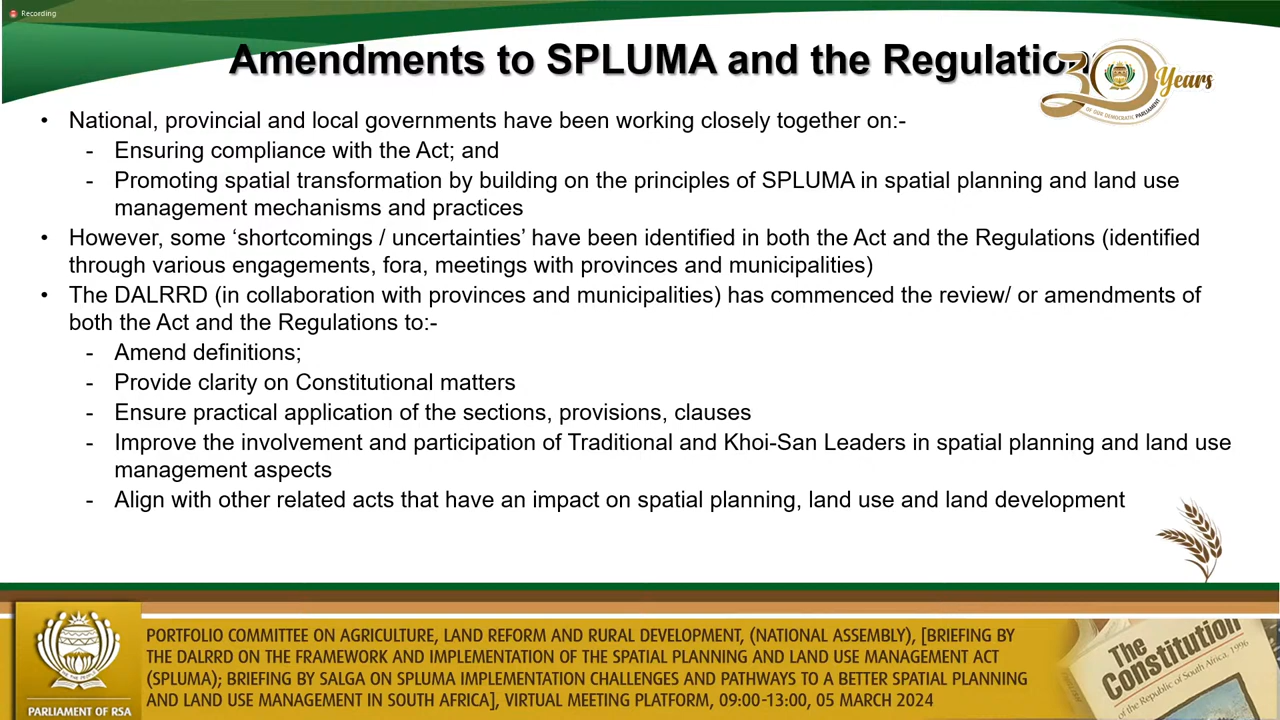 Recording
Amendments to SPLUMA and the Regulation
30 Years
OF OUR DEMOCRATIC PARLIAMENT
• National, provincial and local governments have been working closely together on:-
- Ensuring compliance with the Act; and
- Promoting spatial transformation by building on the principles of SPLUMA in spatial planning and land use
management mechanisms and practices
• However, some ‘shortcomings / uncertainties’ have been identified in both the Act and the Regulations (identified
through various engagements, fora, meetings with provinces and municipalities)
• The DALRRD (in collaboration with provinces and municipalities) has commenced the review/ or amendments of
both the Act and the Regulations to:-
- Amend definitions;
- Provide clarity on Constitutional matters
- Ensure practical application of the sections, provisions, clauses
- Improve the involvement and participation of Traditional and Khoi-San Leaders in spatial planning and land use
management aspects
- Align with other related acts that have an impact on spatial planning, land use and land development
PORTFOLIO COMMITTEE ON AGRICULTURE, LAND REFORM AND RURAL DEVELOPMENT, (NATIONAL ASSEMBLY), [BRIEFING BY
THE DALRRD ON THE FRAMEWORK AND IMPLEMENTATION OF THE SPATIAL PLANNING AND LAND USE MANAGEMENT ACT
(SPLUMA); BRIEFING BY SALGA ON SPLUMA IMPLEMENTATION CHALLENGES AND PATHWAYS TO A BETTER SPATIAL PLANNING
AND LAND USE MANAGEMENT IN SOUTH AFRICA], VIRTUAL MEETING PLATFORM, 09:00-13:00, 05 MARCH 2024
PARLIAMENT OF RSA
The
Constitution
of the Republic of South Africa, 1996